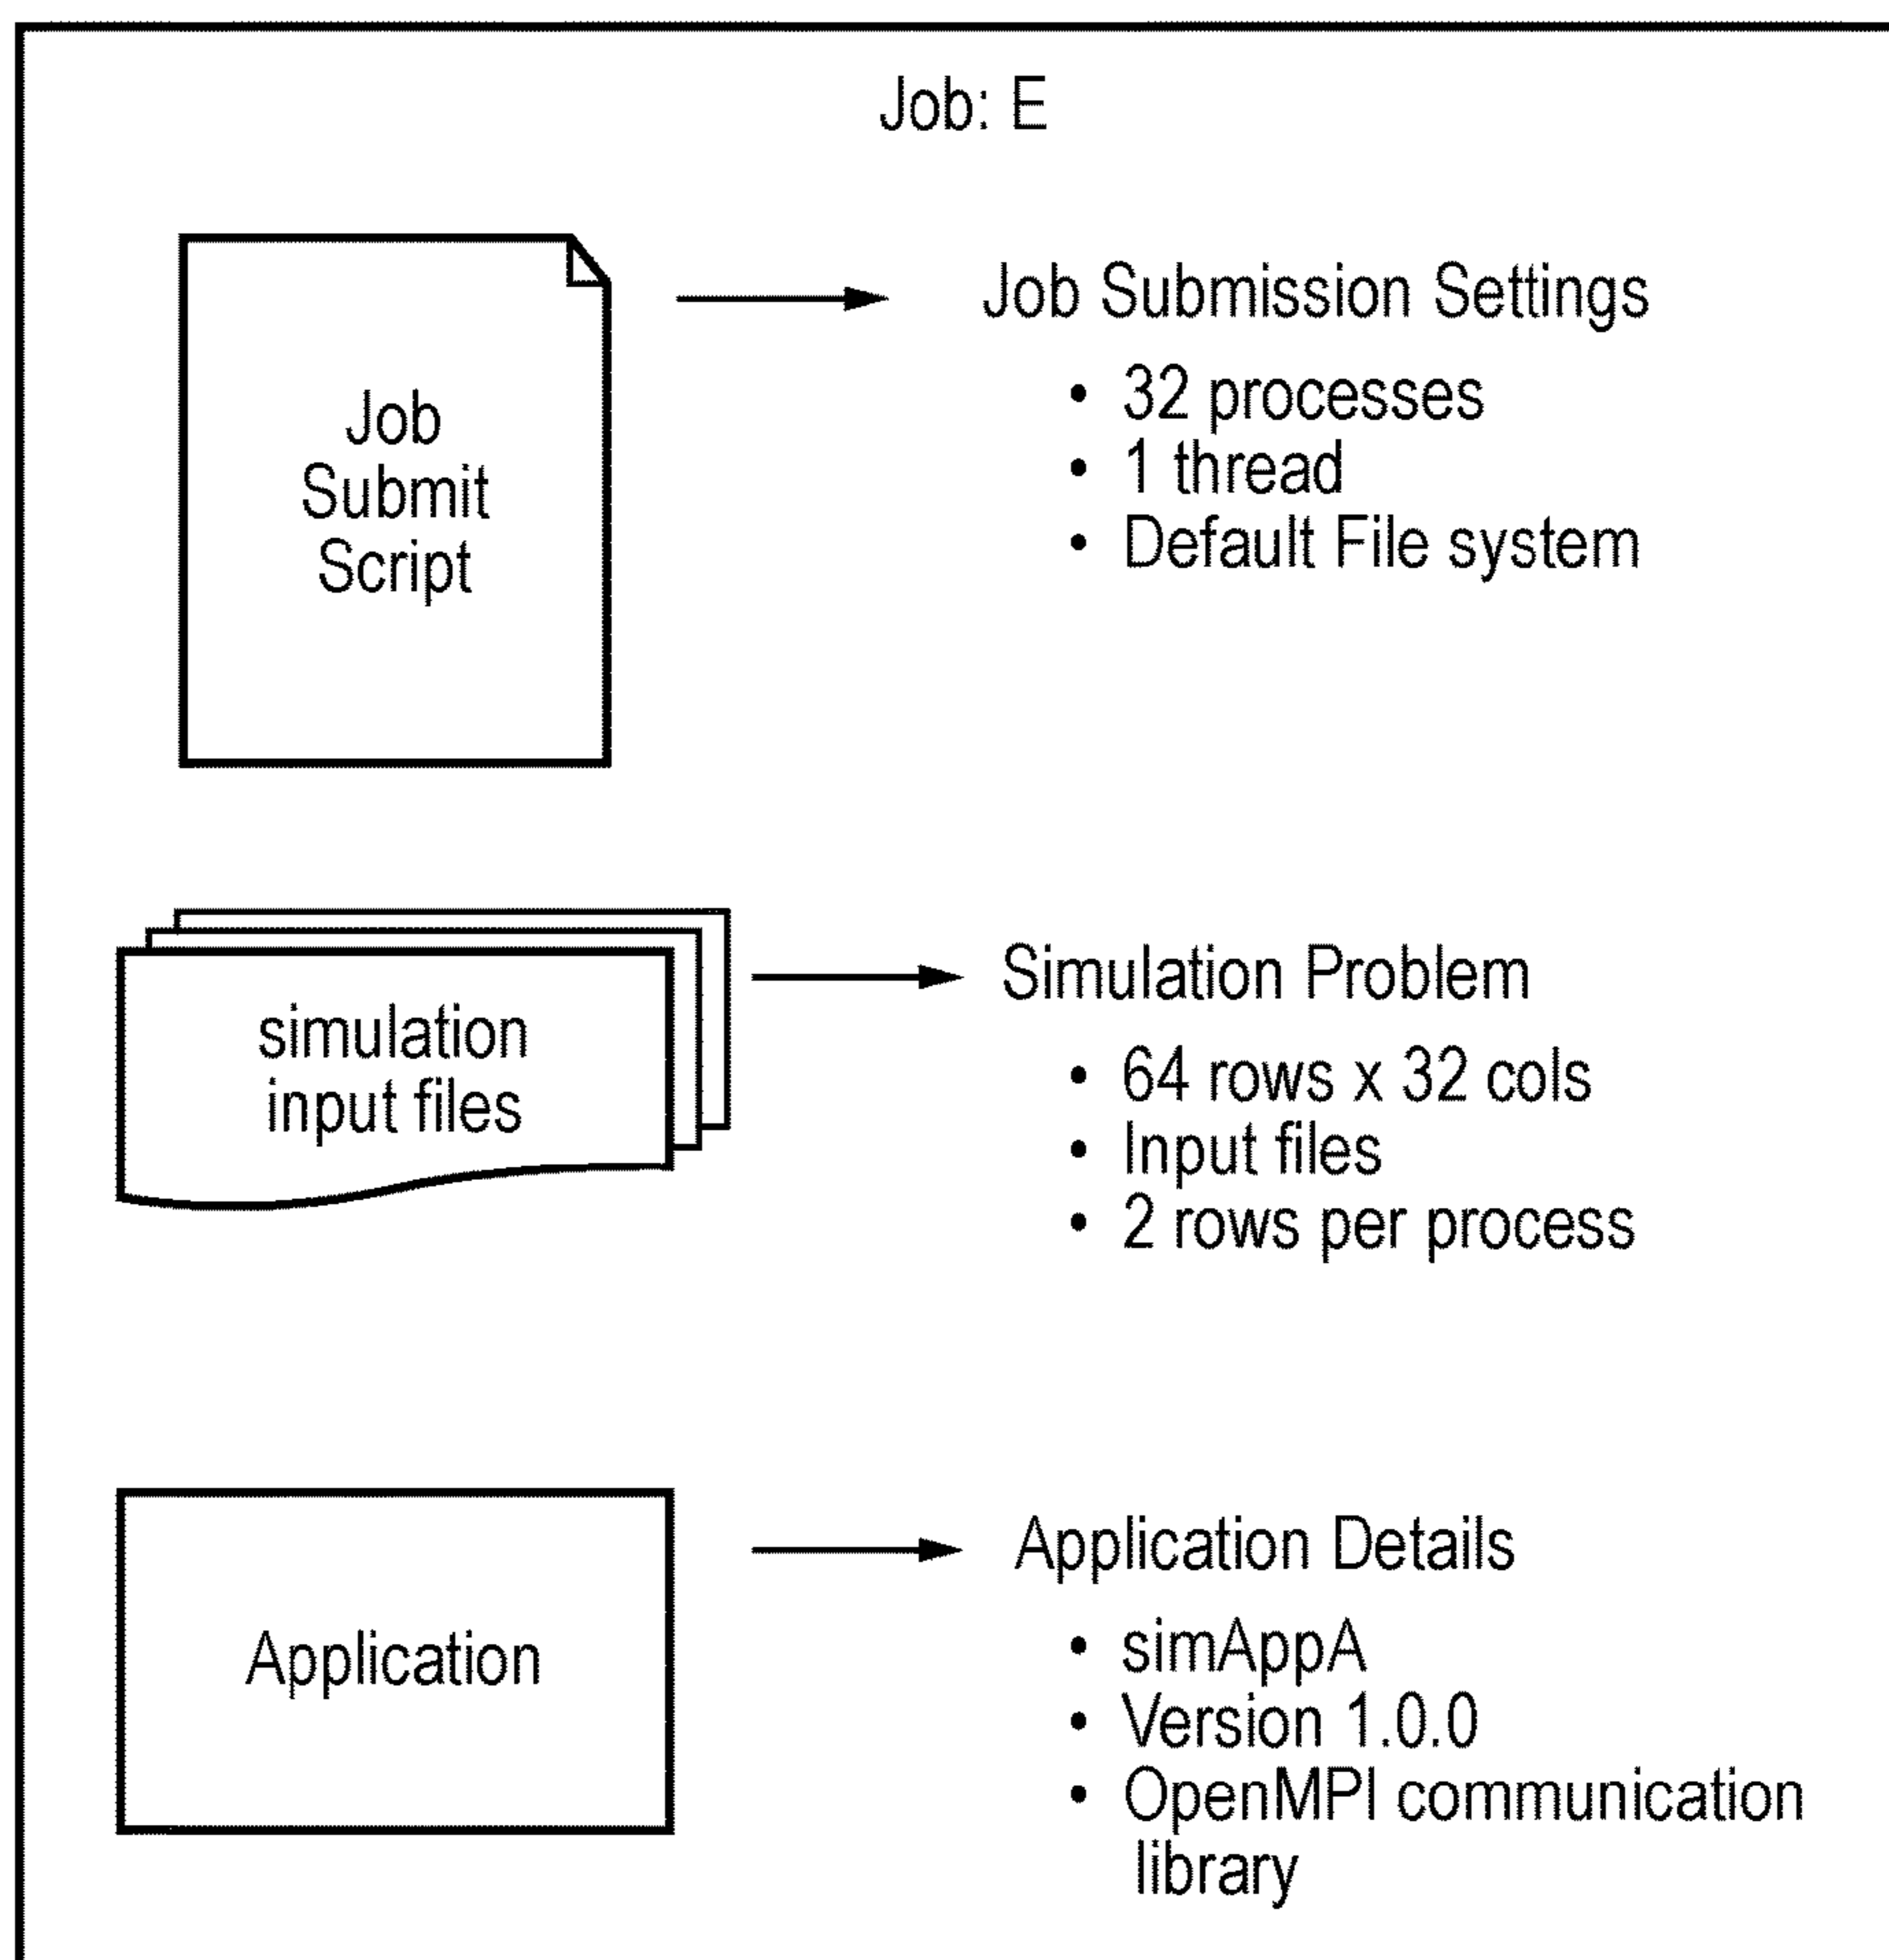 Job: E
Job
Submit
Script
Job Submission Settings
• 32 processes
• 1 thread
• Default File system
simulation
input files
Simulation Problem
• 64 rows x 32 cols
• Input files
• 2 rows per process
Application
Application Details
• simAppA
• Version 1.0.0
• OpenMPI communication
library